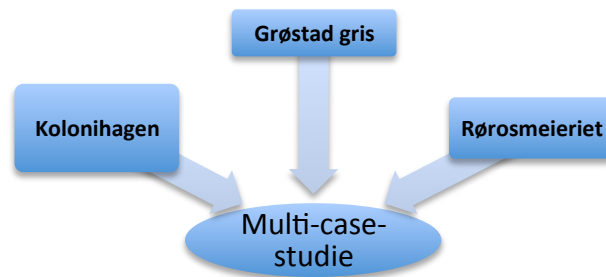 Grøstad gris
Kolonihagen
Rørosmeieriet
Multi-case-
studie